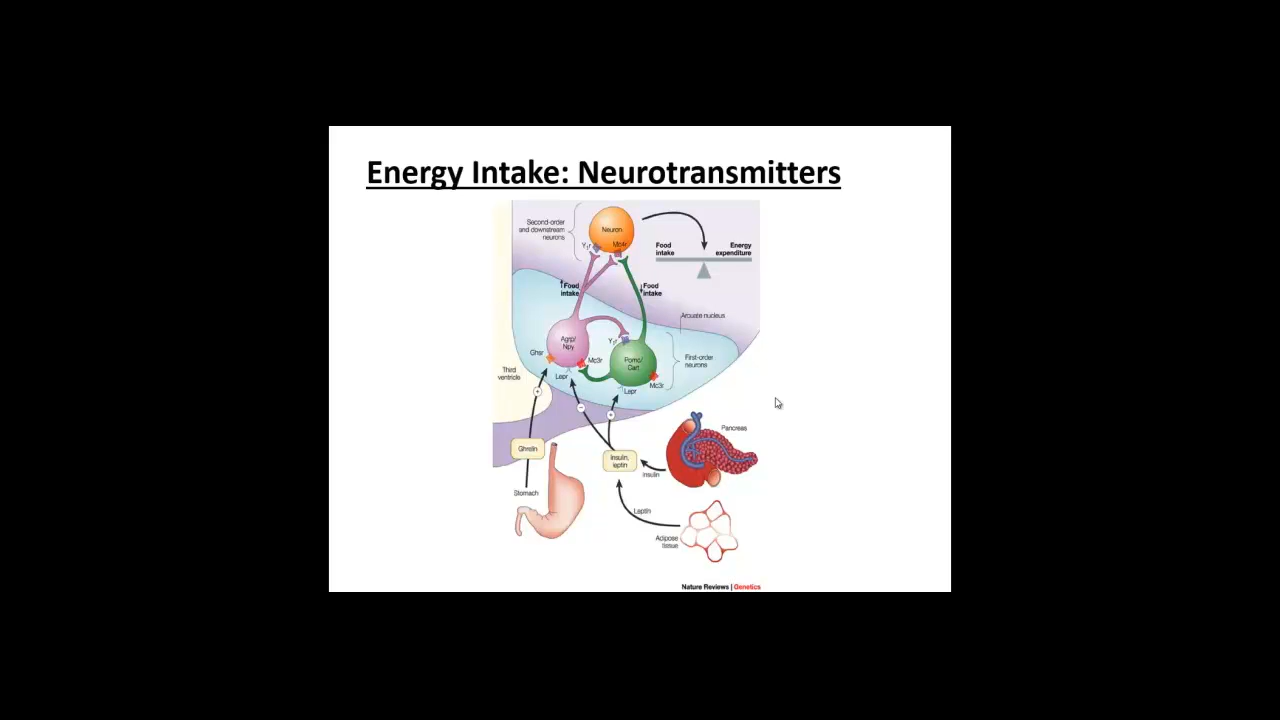 Energy Intake: Neurotransmitters
Second-order
and downstream
neurons
Neuron
Y1r
Mc4r
Food
intake
Energy
expenditure
↑Food
intake
↓Food
intake
Arcuate nucleus
Agrp/
Npy
Y1r
Pomc/
Cart
First-order
neurons
Ghsr
Mc3r
Lepr
Lepr
Mc3r
Third
ventricle
+
−
+
Ghrelin
Insulin,
leptin
Pancreas
Insulin
Stomach
Leptin
Adipose
tissue
Nature Reviews | Genetics